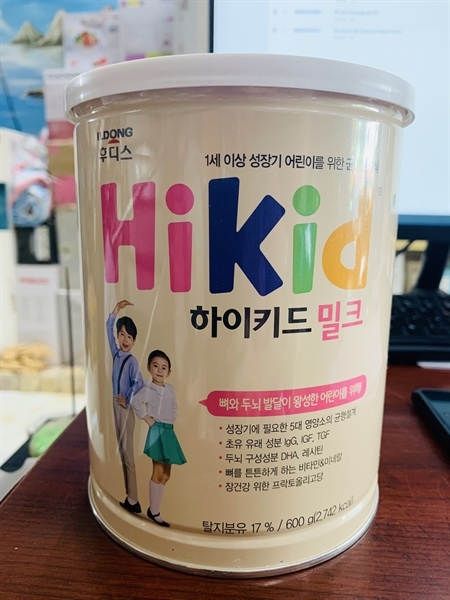 ILDONG
후디스
1세 이상 성장기 어린이를 위한
Hikid
하이키드 밀크
뼈와 두뇌 발달이 왕성한 어린이를 위해!
• 성장기에 필요한 5대 영양소의 균형설계
• 초유 유래 성분 IgG, IGF, TGF
• 두뇌 구성성분 DHA, 레시틴
• 뼈를 튼튼하게 하는 비타민&미네랄
• 장건강 위한 프락토올리고당
탈지분유 17 % / 600 g(2,742 kcal)